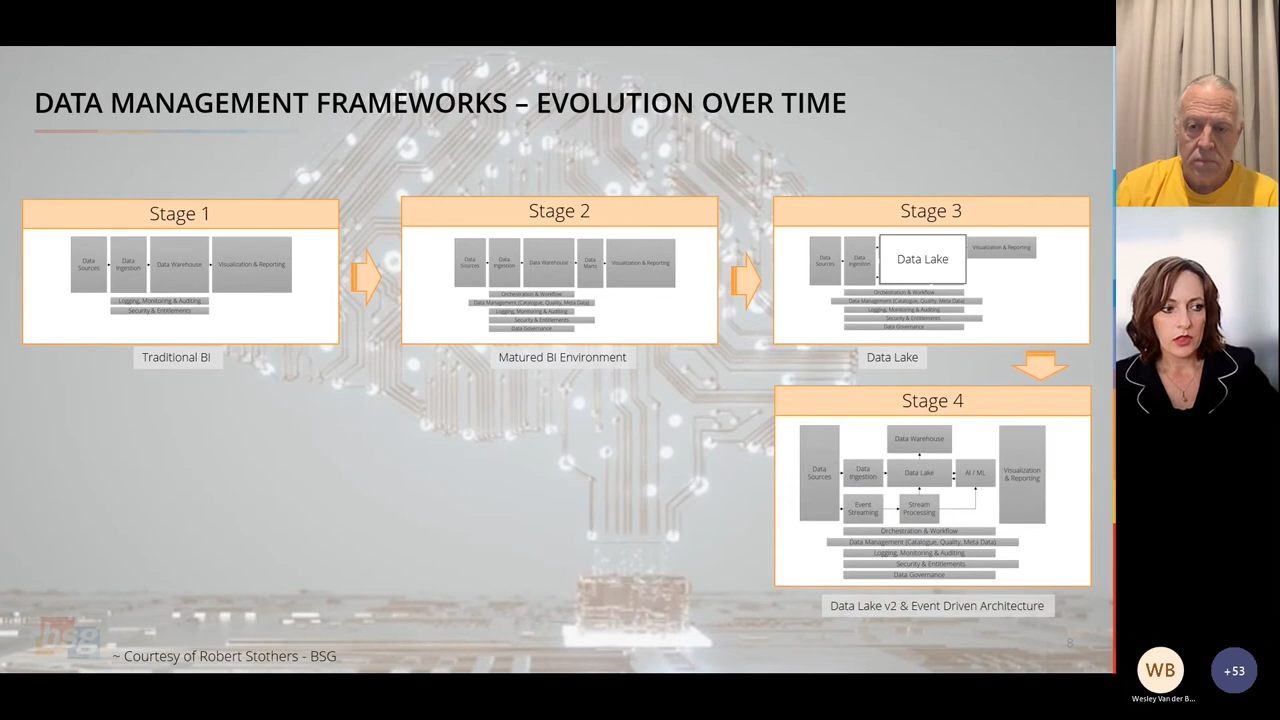 DATA MANAGEMENT FRAMEWORKS – EVOLUTION OVER TIME
Stage 1
Data
Sources
Data
Ingestion
Data Warehouse
Visualization & Reporting
Logging, Monitoring & Auditing
Security & Entitlements
Traditional BI
Stage 2
Data
Sources
Data
Ingestion
Data Warehouse
Data
Marts
Visualization & Reporting
Orchestration & Workflow
Data Management (Catalogue, Quality, Meta Data)
Logging, Monitoring & Auditing
Security & Entitlements
Data Governance
Matured BI Environment
Stage 3
Data
Sources
Data
Ingestion
Data Lake
Visualization & Reporting
Orchestration & Workflow
Data Management (Catalogue, Quality, Meta Data)
Logging, Monitoring & Auditing
Security & Entitlements
Data Governance
Data Lake
Stage 4
Data
Sources
Data
Ingestion
Event
Streaming
Data Warehouse
Data Lake
Stream
Processing
AI / ML
Visualization
& Reporting
Orchestration & Workflow
Data Management (Catalogue, Quality, Meta Data)
Logging, Monitoring & Auditing
Security & Entitlements
Data Governance
Data Lake v2 & Event Driven Architecture
bsg
~ Courtesy of Robert Stothers - BSG
8
WB
Wesley Van der B...
+53